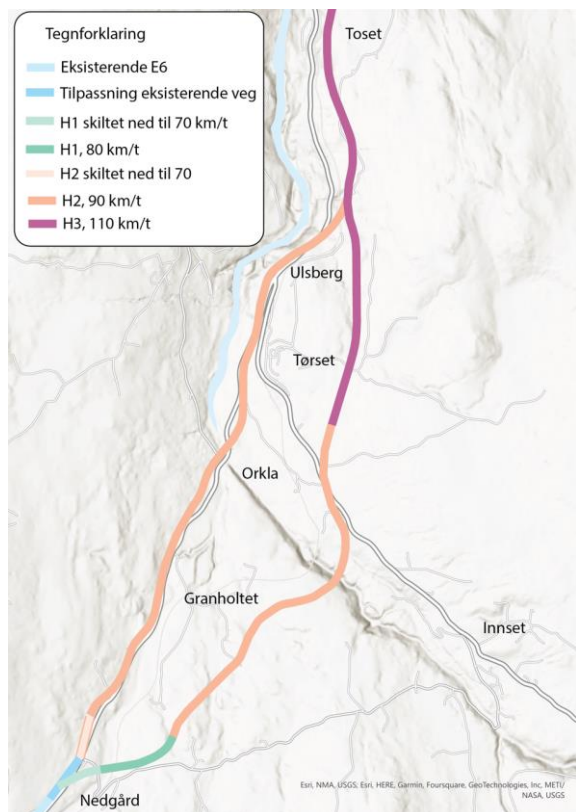 Tegnforklaring
Eksisterende E6
Tilpassning eksisterende veg
H1 skiltet ned til 70 km/t
H1, 80 km/t
H2 skiltet ned til 70
H2, 90 km/t
H3, 110 km/t
Toset
Ulsberg
Tørset
Orkla
Granholtet
Innset
Nedgård
Esri, NMA, USGS: Esri, HERE, Garmin, Foursquare, GeoTechnologies, Inc, METI/
NASA, USGS